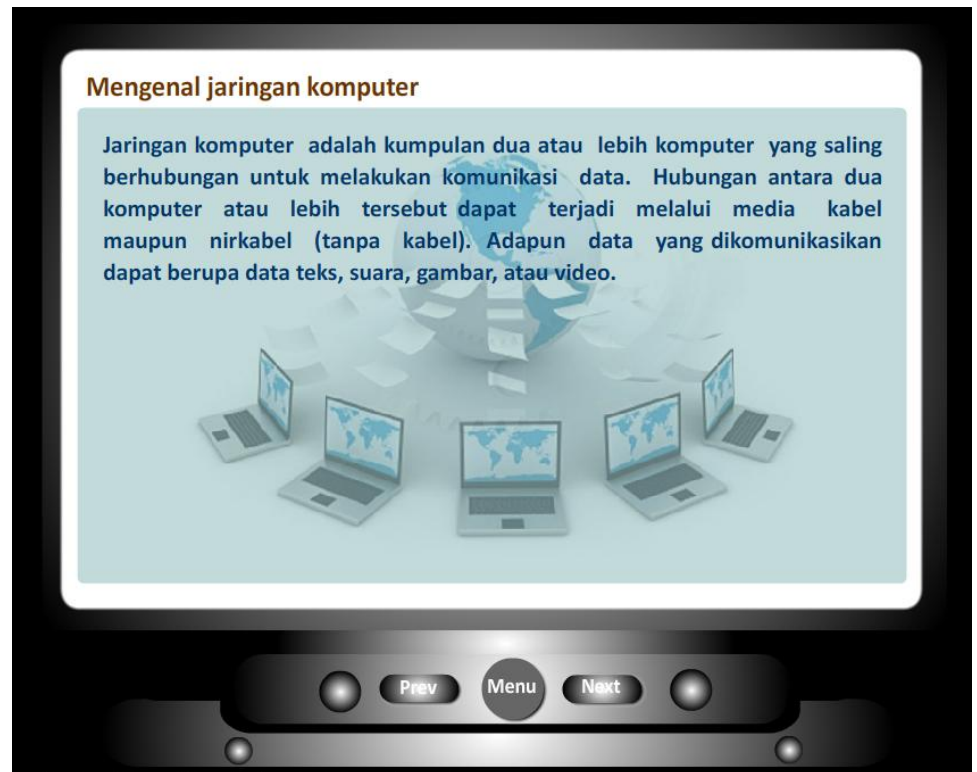 Mengenal jaringan komputer
Jaringan komputer adalah kumpulan dua atau lebih komputer yang saling
berhubungan untuk melakukan komunikasi data. Hubungan antara dua
komputer atau lebih tersebut dapat terjadi melalui media kabel
maupun nirkabel (tanpa kabel). Adapun data yang dikomunikasikan
dapat berupa data teks, suara, gambar, atau video.
Prev Menu Next